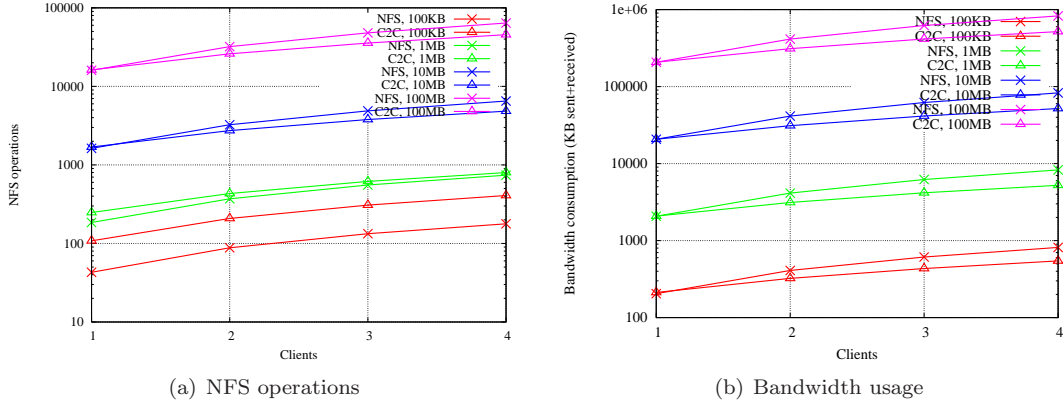 100000
10000
1000
100
10
NFS operations
NFS, 100KB
C2C, 100KB
NFS, 1MB
C2C, 1MB
NFS, 10MB
C2C, 10MB
NFS, 100MB
C2C, 100MB
1
2
3
4
Clients
(a) NFS operations
1e+06
100000
10000
1000
100
Bandwidth consumption (KB sent+received)
NFS, 100KB
C2C, 100KB
NFS, 1MB
C2C, 1MB
NFS, 10MB
C2C, 10MB
NFS, 100MB
C2C, 100MB
1
2
3
4
Clients
(b) Bandwidth usage